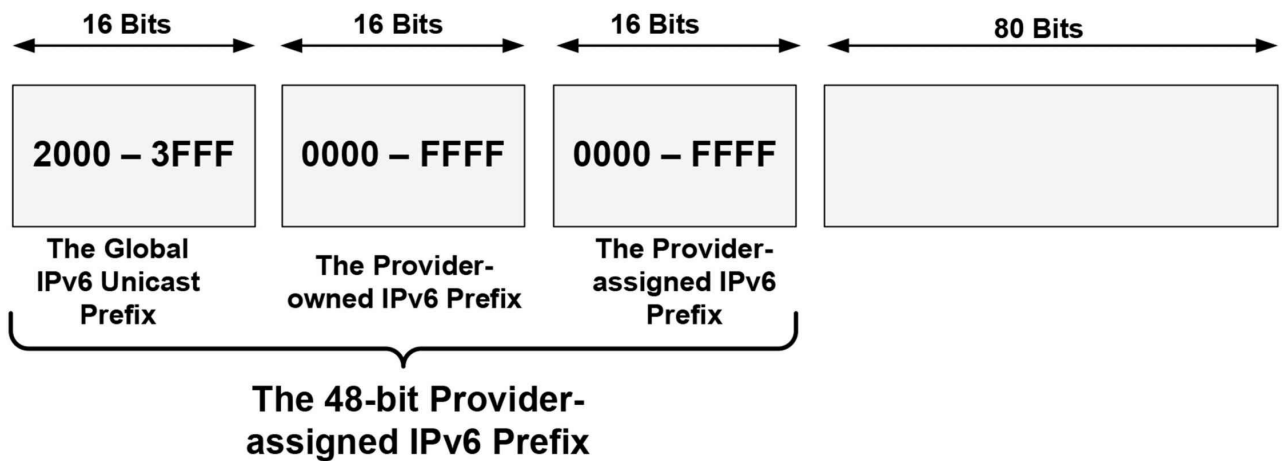 16 Bits
16 Bits
16 Bits
80 Bits
2000 – 3FFF
0000 – FFFF
0000 – FFFF
The Global
IPv6 Unicast
Prefix
The Provider-
owned IPv6 Prefix
The Provider-
assigned IPv6
Prefix
The 48-bit Provider-
assigned IPv6 Prefix